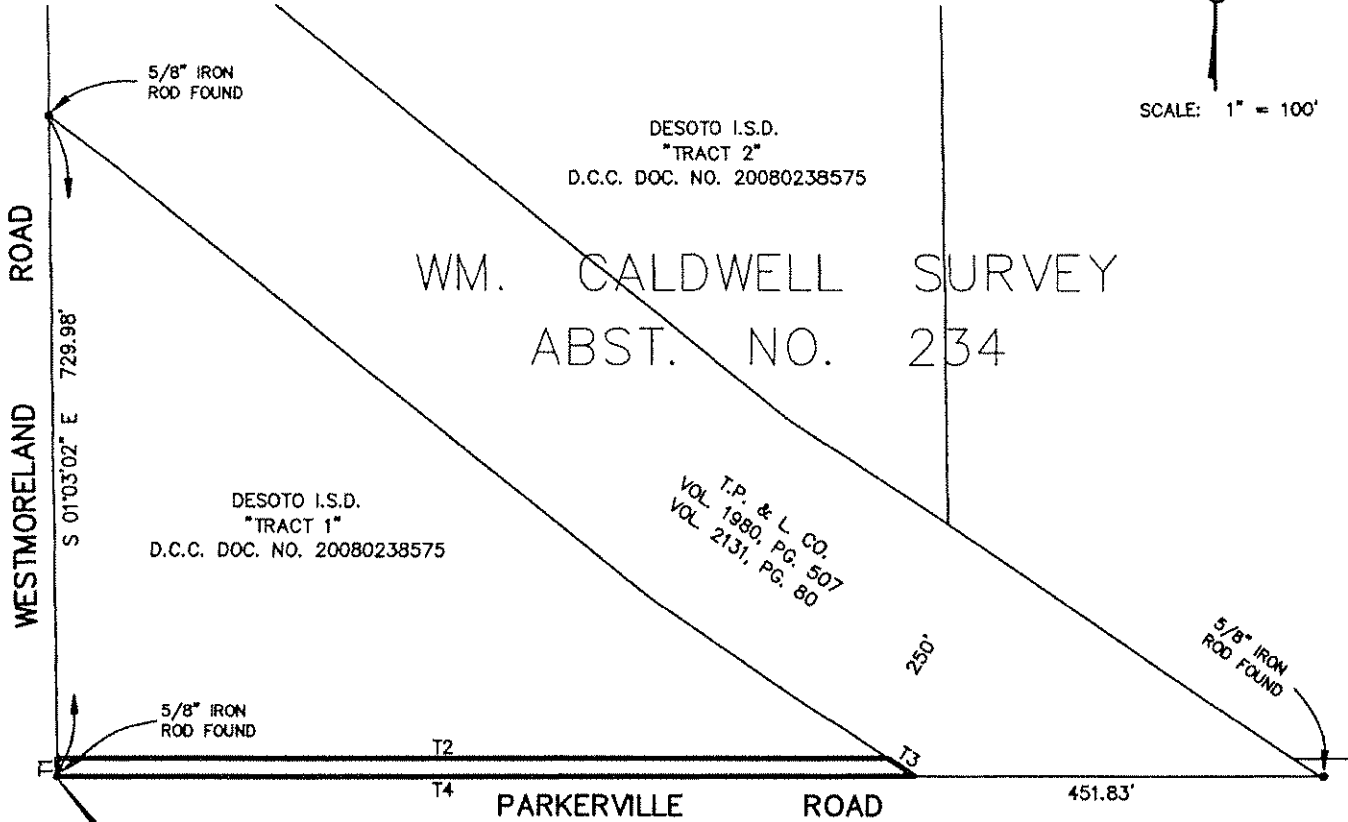 5/8" IRON
ROD FOUND
SCALE: 1" = 100'
DESOTO I.S.D.
"TRACT 2"
D.C.C. DOC. NO. 20080238575
WM. CALDWELL SURVEY
ABST. NO. 234
WESTMORELAND ROAD
S 01°03'02" E 729.98'
DESOTO I.S.D.
"TRACT 1"
D.C.C. DOC. NO. 20080238575
T.P. & L. CO.
VOL. 1980, PG. 507
VOL. 2131, PG. 80
250'
5/8" IRON
ROD FOUND
5/8" IRON
ROD FOUND
T2
T3
T4
PARKERVILLE ROAD
451.83'